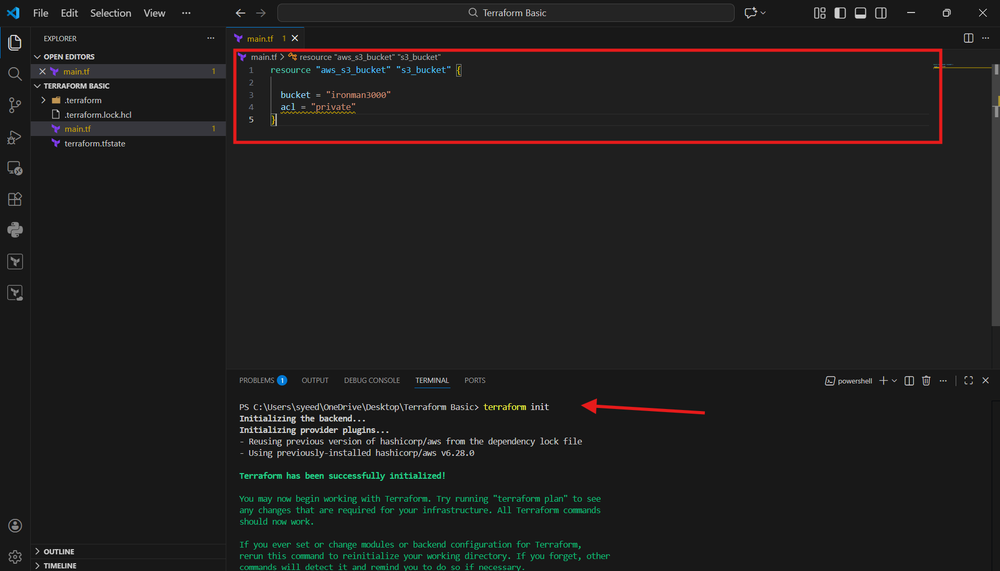 File Edit Selection View ···
Terraform Basic
EXPLORER
OPEN EDITORS
main.tf 1
TERRAFORM BASIC
.terraform
.terraform.lock.hcl
main.tf 1
terraform.tfstate
OUTLINE
TIMELINE
main.tf 1
main.tf > resource "aws_s3_bucket" "s3_bucket"
1 resource "aws_s3_bucket" "s3_bucket" {
2
3 bucket = "ironman3000"
4 acl = "private"
5 }
PROBLEMS 1 OUTPUT DEBUG CONSOLE TERMINAL PORTS
powershell
PS C:\Users\syeed\OneDrive\Desktop\Terraform Basic> terraform init
Initializing the backend...
Initializing provider plugins...
- Reusing previous version of hashicorp/aws from the dependency lock file
- Using previously-installed hashicorp/aws v6.28.0
Terraform has been successfully initialized!
You may now begin working with Terraform. Try running "terraform plan" to see
any changes that are required for your infrastructure. All Terraform commands
should now work.
If you ever set or change modules or backend configuration for Terraform,
rerun this command to reinitialize your working directory. If you forget, other
commands will detect it and remind you to do so if necessary.